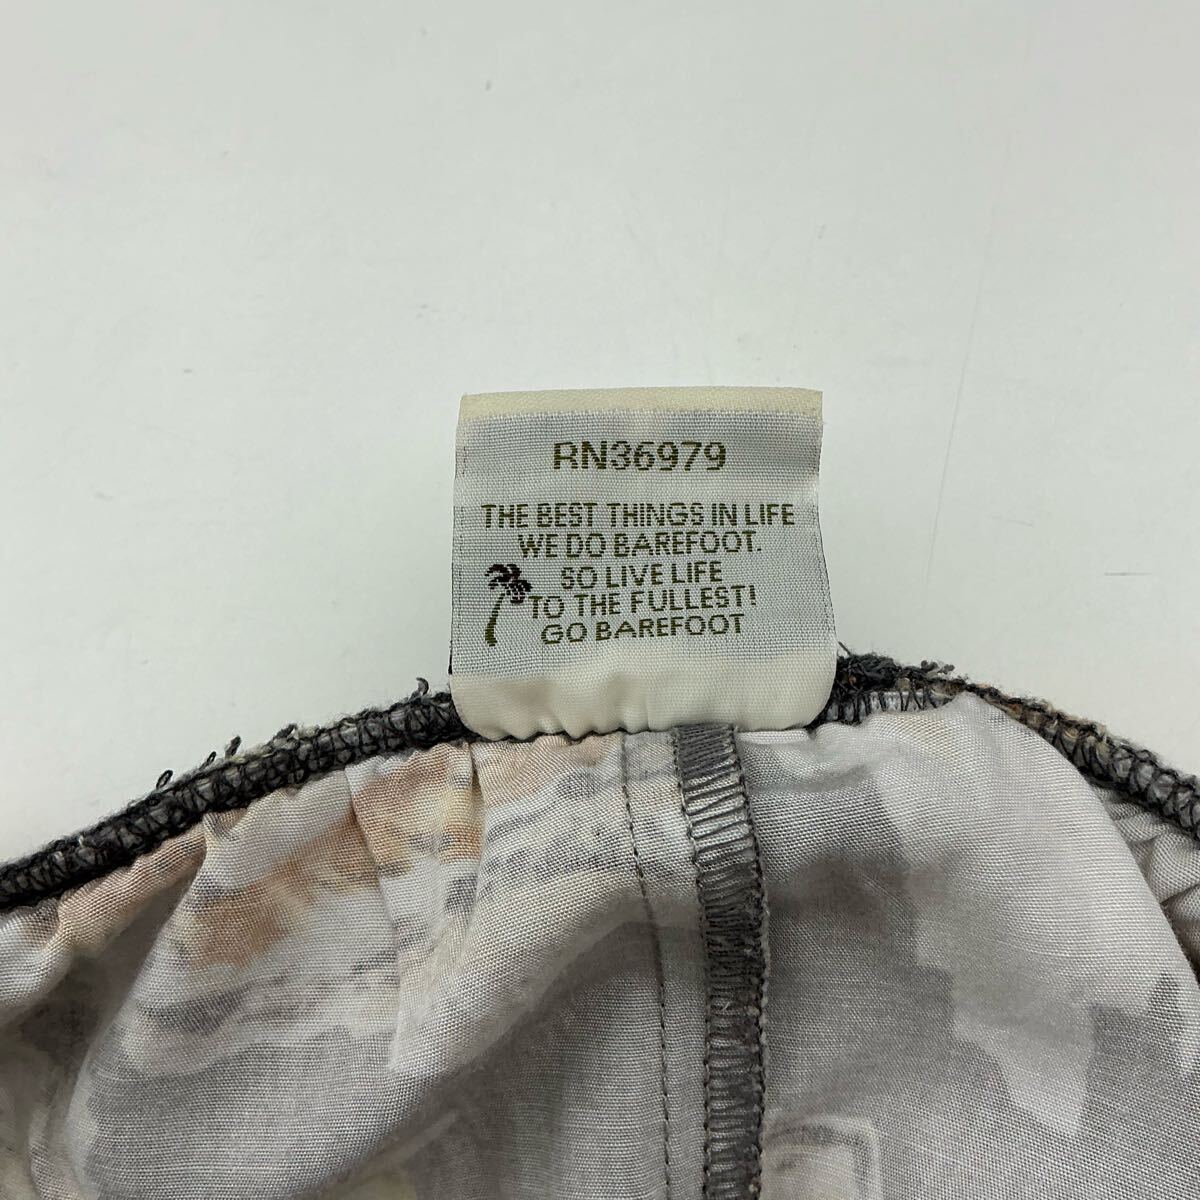 RN36979
THE BEST THINGS IN LIFE
WE DO BAREFOOT.
SO LIVE LIFE
TO THE FULLEST!
GO BAREFOOT